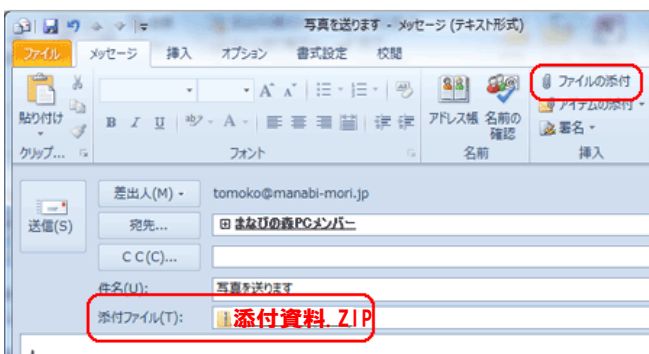 写真を送ります - メッセージ (テキスト形式)
ファイル メッセージ 挿入 オプション 書式設定 校閲
ファイルの添付
アイテムの添付
署名
貼り付け
B I U A
アドレス帳 名前の確認
クリップ... フォント 名前 挿入
差出人(M) tomoko@manabi-mori.jp
送信(S)
宛先... まなびの森PCメンバー
CC(C)...
件名(U): 写真を送ります
添付ファイル(T): 添付資料.ZIP